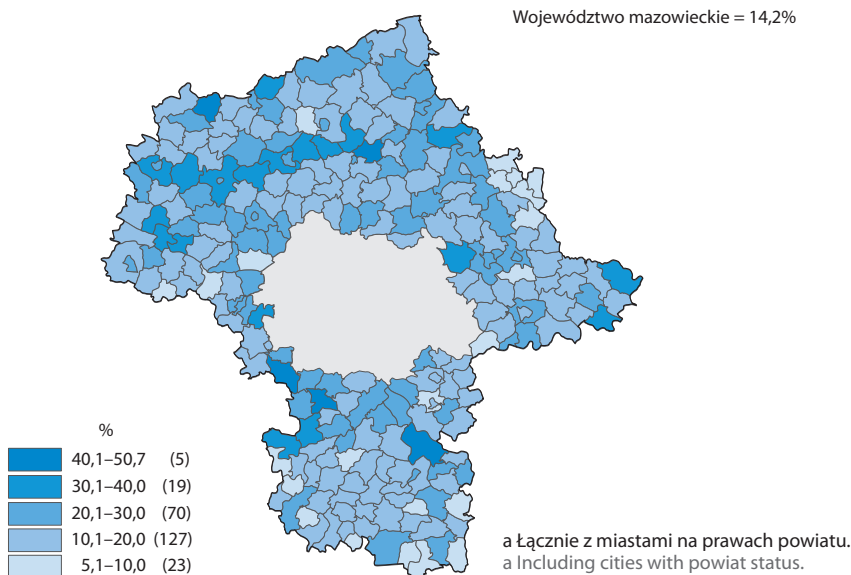 Województwo mazowieckie = 14,2%
%
40,1–50,7 (5)
30,1–40,0 (19)
20,1–30,0 (70)
10,1–20,0 (127)
5,1–10,0 (23)
a Łącznie z miastami na prawach powiatu.
a Including cities with powiat status.